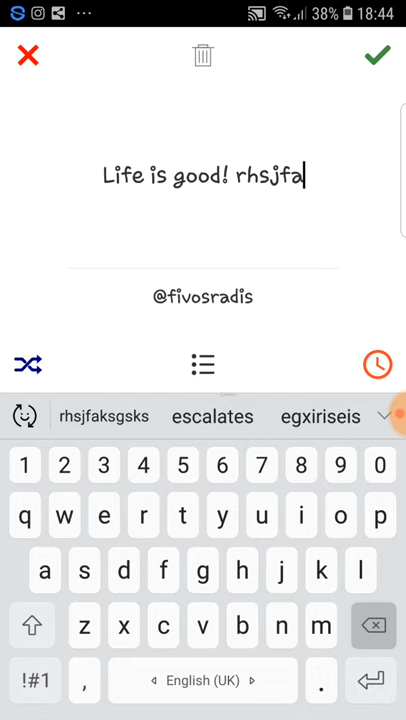 38% 18:44
Life is good! rhsjfa
@fivosradis
rhsjfaksgsks escalates egxiriseis
1 2 3 4 5 6 7 8 9 0
q w e r t y u i o p
a s d f g h j k l
z x c v b n m
!#1 , English (UK) .